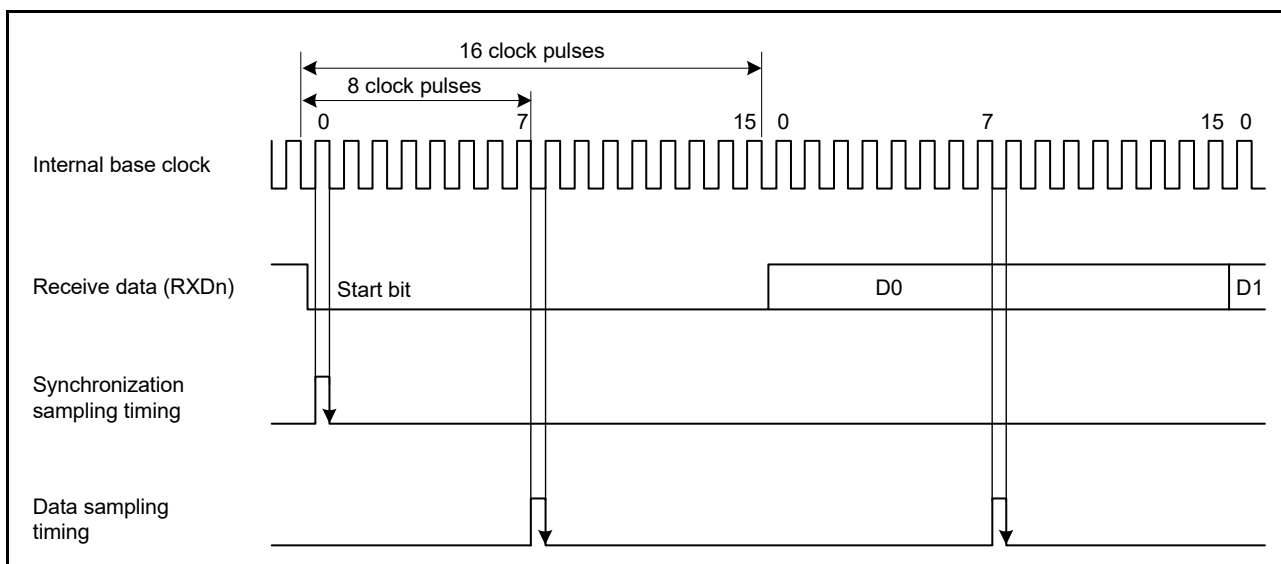 16 clock pulses
8 clock pulses
0 7 15 0 7 15 0
Internal base clock
Receive data (RXDn)
Start bit D0 D1
Synchronization
sampling timing
Data sampling
timing